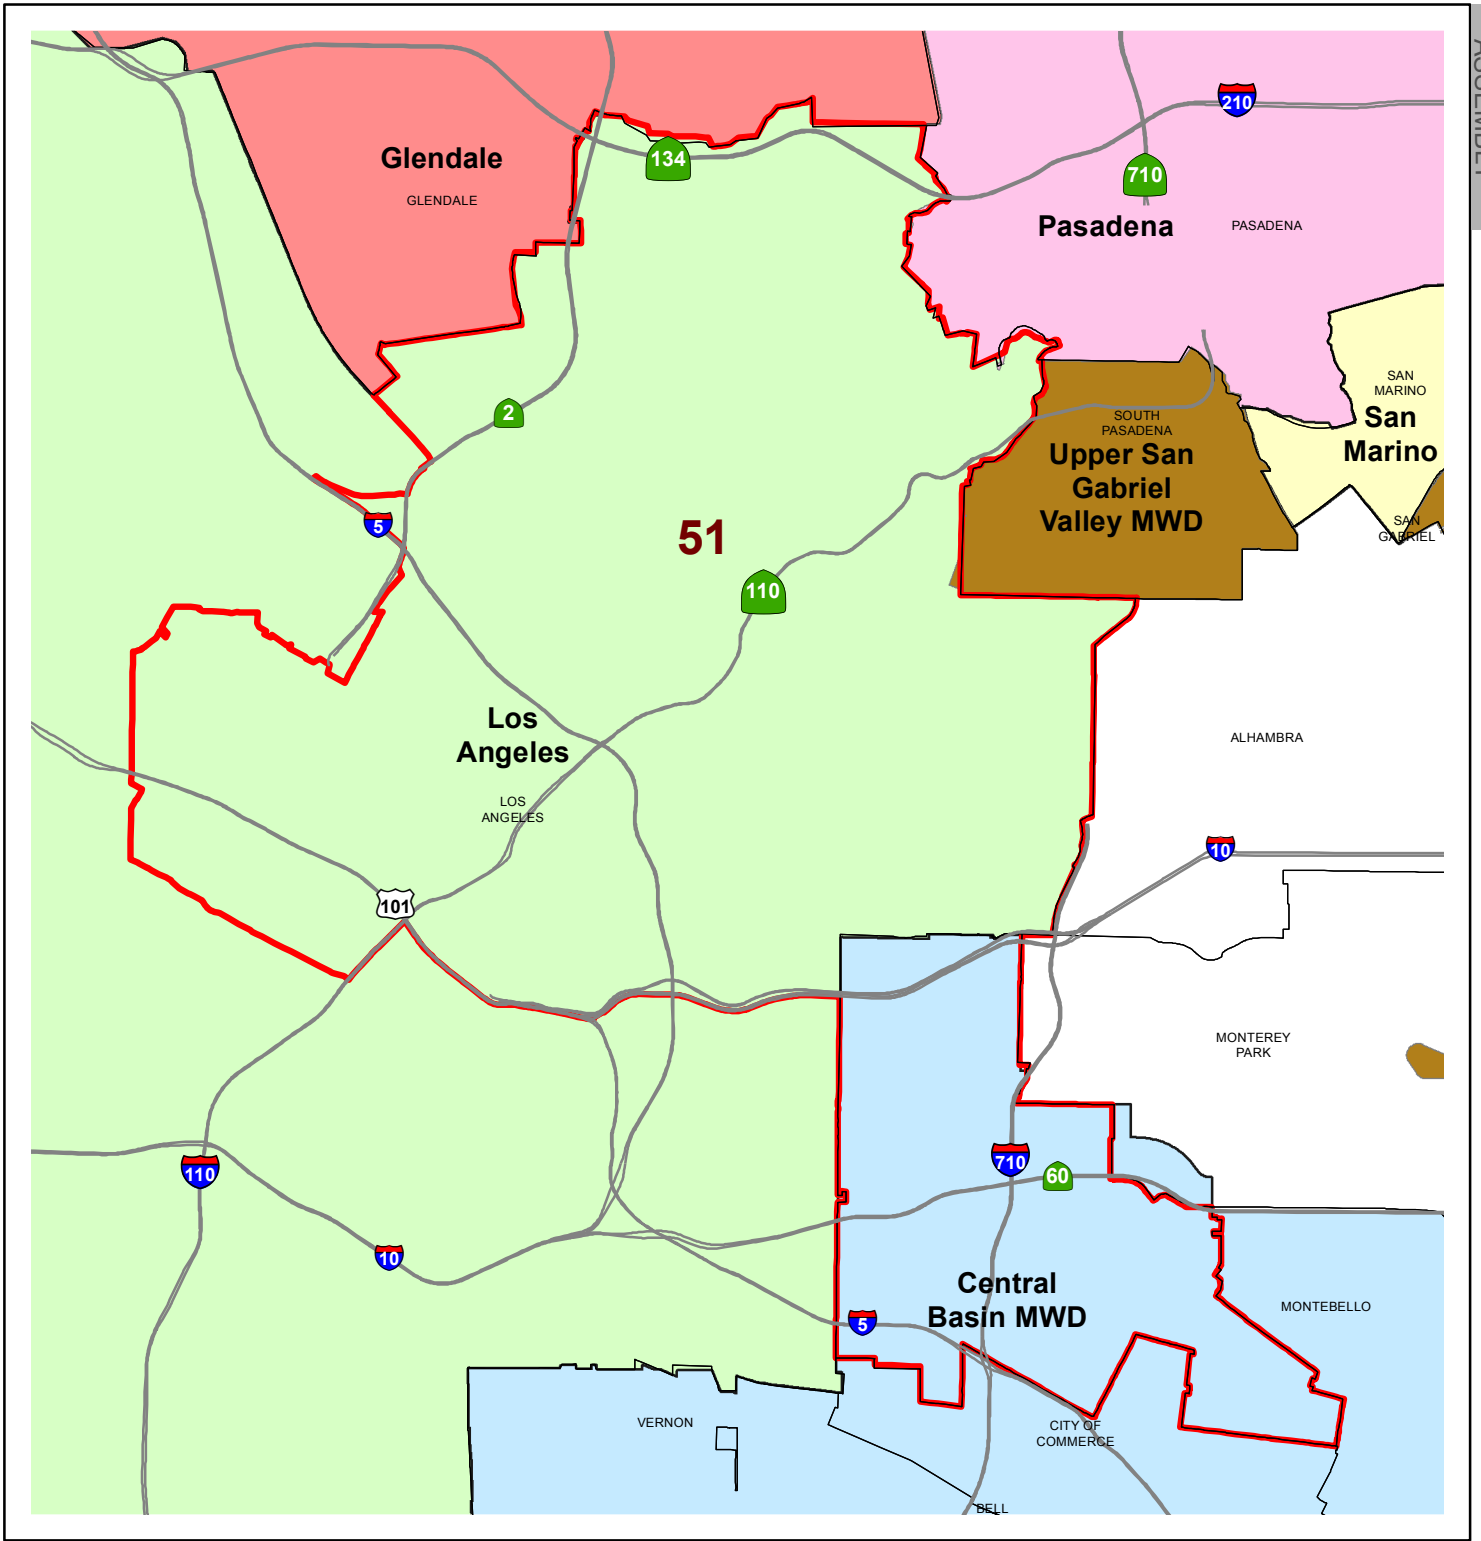 ASSEMBLY
210
Glendale
134
710
GLENDALE
Pasadena
PASADENA
SAN
MARINO
San
Marino
2
SOUTH
PASADENA
Upper San
Gabriel
Valley MWD
5
51
SAN
GABRIEL
110
Los
Angeles
ALHAMBRA
LOS
ANGELES
10
101
MONTEREY
PARK
110
710
60
10
Central
Basin MWD
MONTEBELLO
5
VERNON
CITY OF
COMMERCE
BELL